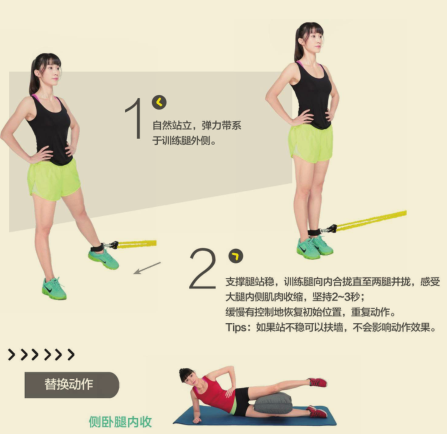 1
自然站立，弹力带系
于训练腿外侧。
2
支撑腿站稳，训练腿向内合拢直至两腿并拢，感受
大腿内侧肌肉收缩，坚持2~3秒；
缓慢有控制地恢复初始位置，重复动作。
Tips：如果站不稳可以扶墙，不会影响动作效果。
替换动作
侧卧腿内收